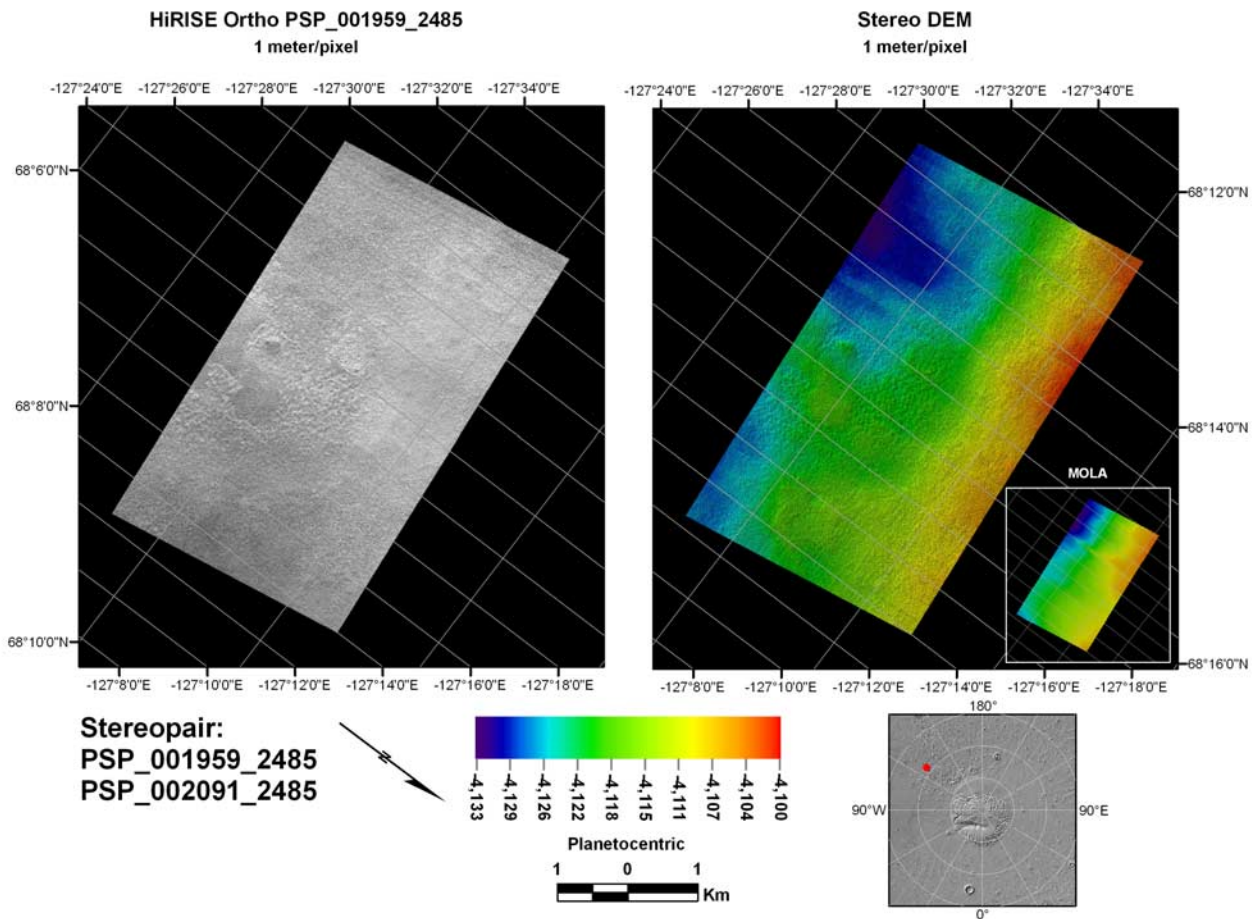 HiRISE Ortho PSP_001959_2485
1 meter/pixel
-127°24'0"E -127°26'0"E -127°28'0"E -127°30'0"E -127°32'0"E -127°34'0"E
68°6'0"N
68°8'0"N
68°10'0"N
-127°8'0"E -127°10'0"E -127°12'0"E -127°14'0"E -127°16'0"E -127°18'0"E
Stereo DEM
1 meter/pixel
-127°24'0"E -127°26'0"E -127°28'0"E -127°30'0"E -127°32'0"E -127°34'0"E
68°12'0"N
68°14'0"N
68°16'0"N
MOLA
-127°8'0"E -127°10'0"E -127°12'0"E -127°14'0"E -127°16'0"E -127°18'0"E
Stereopair:
PSP_001959_2485
PSP_002091_2485
N
-4,133
-4,129
-4,126
-4,122
-4,118
-4,115
-4,111
-4,107
-4,104
-4,100
Planetocentric
1 0 1
Km
180°
90°W
90°E
0°